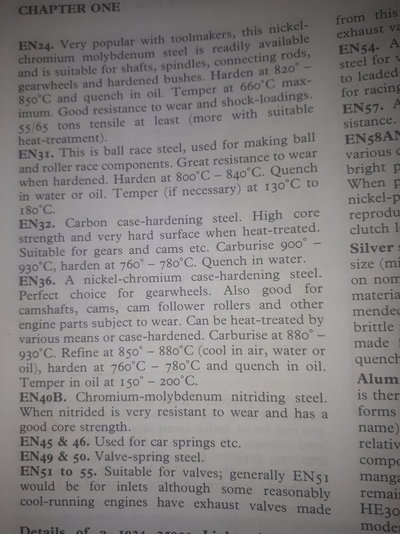 CHAPTER ONE
EN24. Very popular with toolmakers, this nickel-
chromium molybdenum steel is readily available
and is suitable for shafts, spindles, connecting rods,
gearwheels and hardened bushes. Harden at 820° –
850°C and quench in oil. Temper at 660°C max-
imum. Good resistance to wear and shock-loadings.
55/65 tons tensile at least (more with suitable
heat-treatment).
EN31. This is ball race steel, used for making ball
and roller race components. Great resistance to wear
when hardened. Harden at 800°C – 840°C. Quench
in water or oil. Temper (if necessary) at 130°C to
180°C.
EN32. Carbon case-hardening steel. High core
strength and very hard surface when heat-treated.
Suitable for gears and cams etc. Carburise 900° –
930°C, harden at 760° – 780°C. Quench in water.
EN36. A nickel-chromium case-hardening steel.
Perfect choice for gearwheels. Also good for
camshafts, cams, cam follower rollers and other
engine parts subject to wear. Can be heat-treated by
various means or case-hardened. Carburise at 880° –
930°C. Refine at 850° – 880°C (cool in air, water or
oil), harden at 760°C – 780°C and quench in oil.
Temper in oil at 150° – 200°C.
EN40B. Chromium-molybdenum nitriding steel.
When nitrided is very resistant to wear and has a
good core strength.
EN45 & 46. Used for car springs etc.
EN49 & 50. Valve-spring steel.
EN51 to 55. Suitable for valves; generally EN51
would be for inlets although some reasonably
cool-running engines have exhaust valves made
Details of a
from this
exhaust va
EN54. A
steel for v
to leaded
for racing
EN57. A
sistance.
EN58AN
various c
bright p
When p
nickel-p
reprodu
clutch l
Silver s
size (mi
on nom
materia
mended
brittle
made
quench
Alum
is ther
forms
name)
relativ
compo
manga
remai
HE30
mode